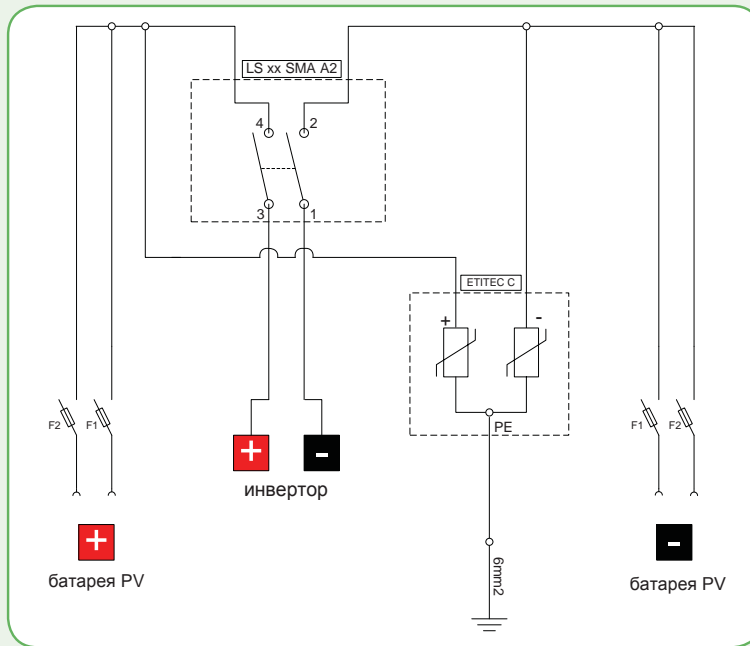 LS xx SMA A2
4 2
3 1
ETITEC C
+ -
F2 F1
F1 F2
PE
+ -
инвертор
6mm2
+
-
батарея PV
батарея PV